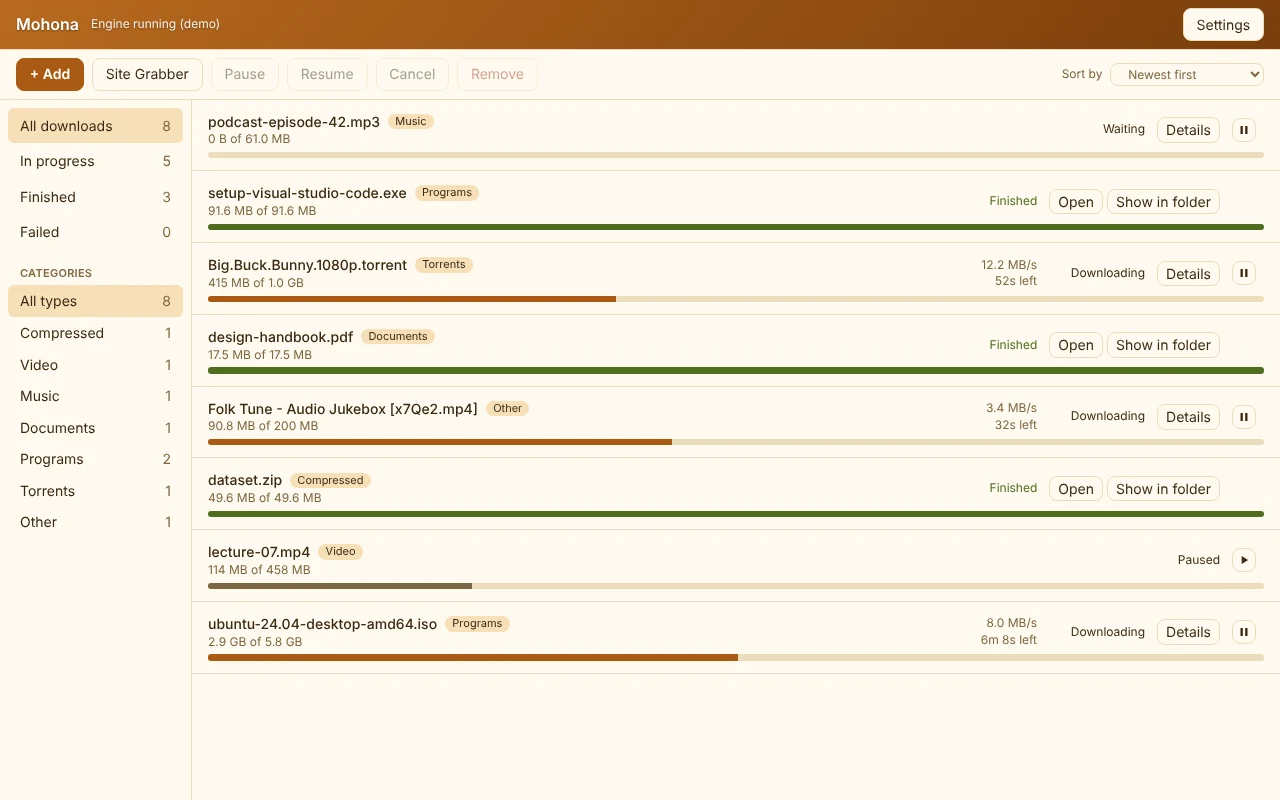 Mohona Engine running (demo) Settings
+ Add Site Grabber Pause Resume Cancel Remove Sort by Newest first
All downloads 8
In progress 5
Finished 3
Failed 0
CATEGORIES
All types 8
Compressed 1
Video 1
Music 1
Documents 1
Programs 2
Torrents 1
Other 1
podcast-episode-42.mp3 Music
0 B of 61.0 MB
Waiting Details
setup-visual-studio-code.exe Programs
91.6 MB of 91.6 MB
Finished Open Show in folder
Big.Buck.Bunny.1080p.torrent Torrents
415 MB of 1.0 GB
12.2 MB/s
52s left
Downloading Details
design-handbook.pdf Documents
17.5 MB of 17.5 MB
Finished Open Show in folder
Folk Tune - Audio Jukebox [x7Qe2.mp4] Other
90.8 MB of 200 MB
3.4 MB/s
32s left
Downloading Details
dataset.zip Compressed
49.6 MB of 49.6 MB
Finished Open Show in folder
lecture-07.mp4 Video
114 MB of 458 MB
Paused
ubuntu-24.04-desktop-amd64.iso Programs
2.9 GB of 5.8 GB
8.0 MB/s
6m 8s left
Downloading Details